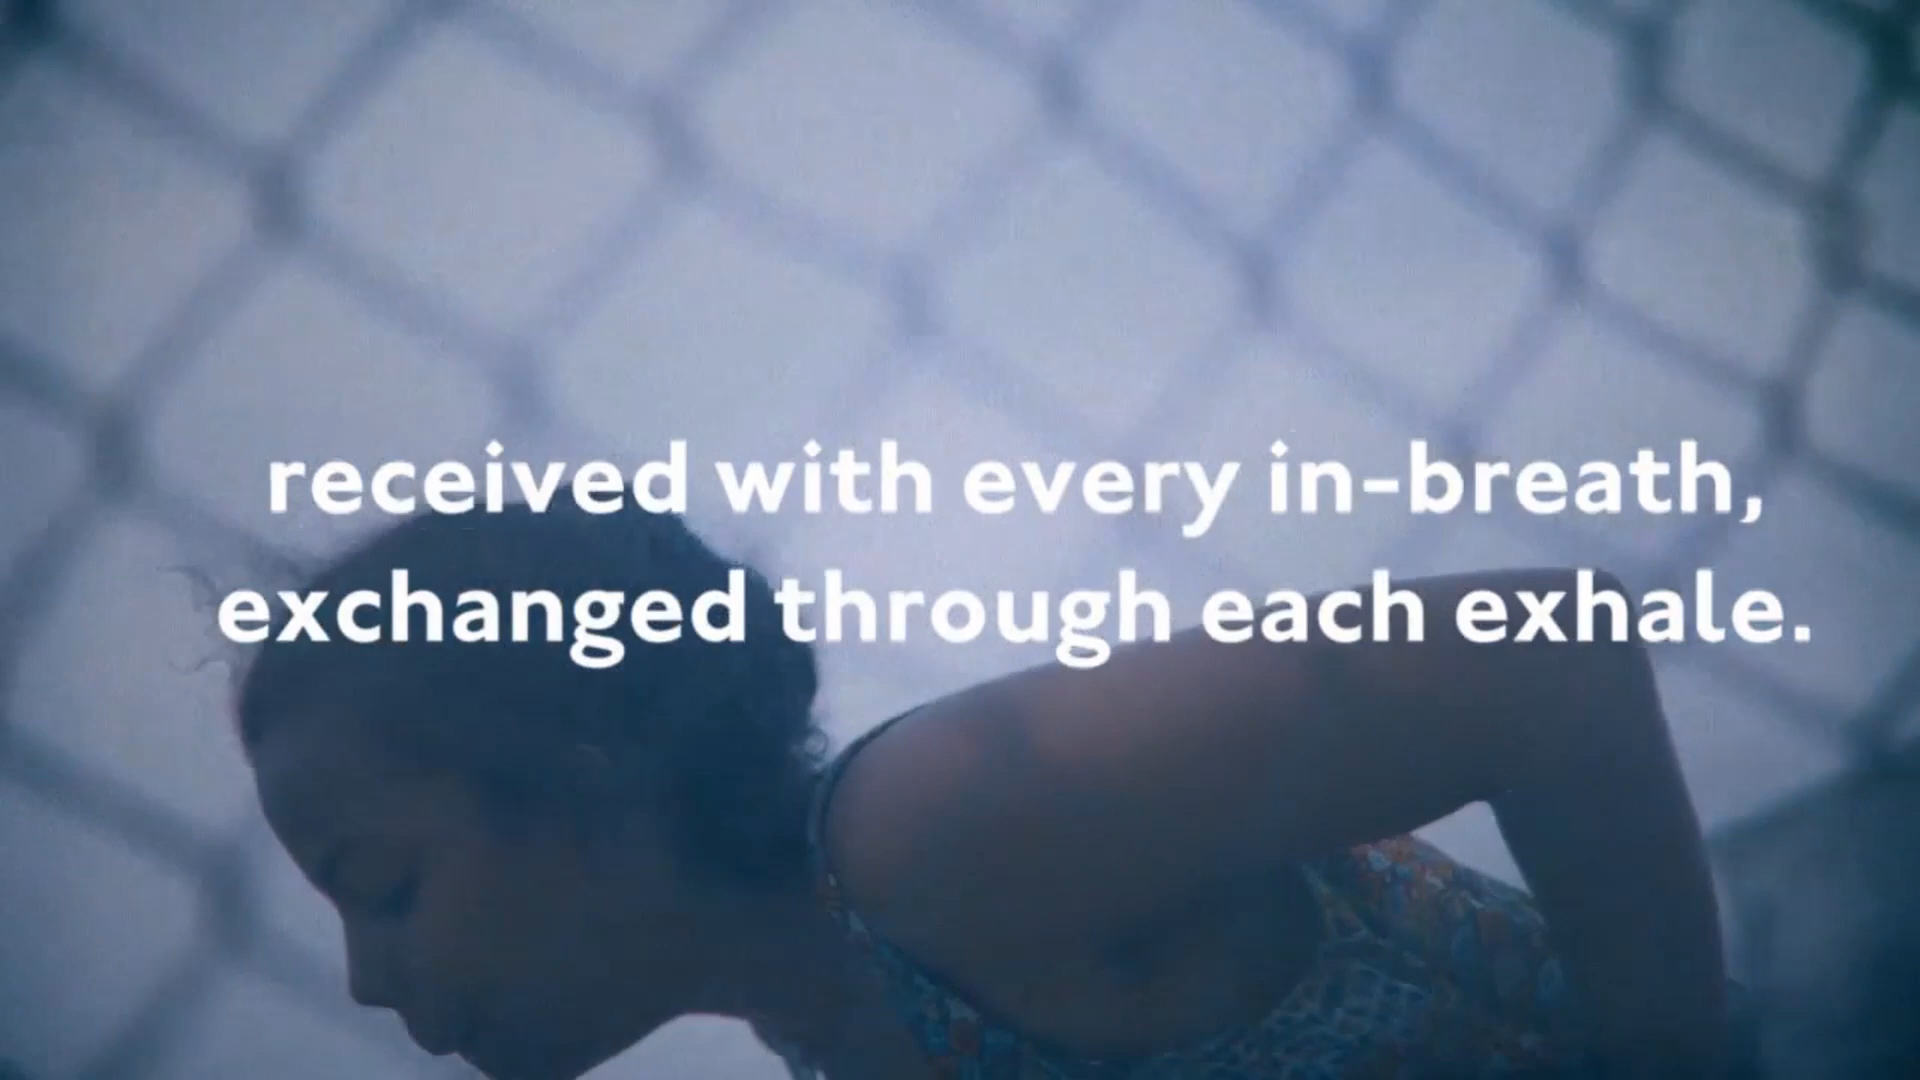 received with every in-breath,
exchanged through each exhale.